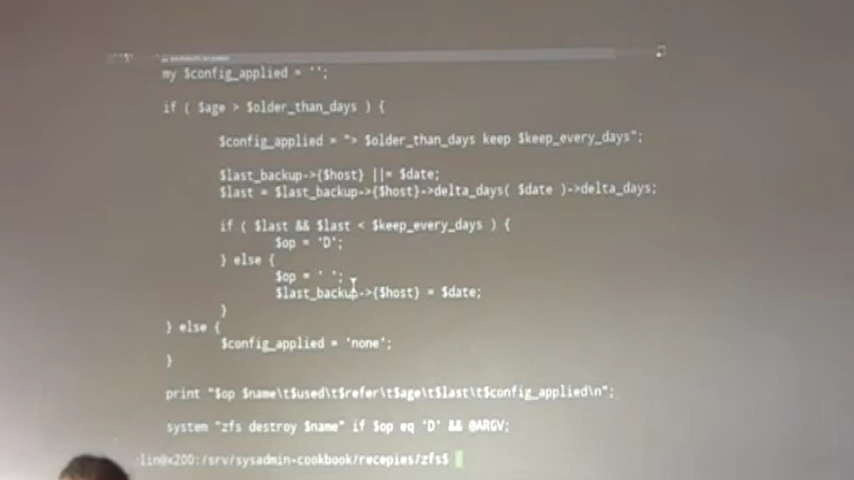 my $config_applied = '';
if ( $age > $older_than_days ) {
$config_applied = "> $older_than_days keep $keep_every_days";
$last_backup->{$host} ||= $date;
$last = $last_backup->{$host}->delta_days( $date )->delta_days;
if ( $last && $last < $keep_every_days ) {
$op = 'D';
} else {
$op = ' ';
$last_backup->{$host} = $date;
}
} else {
$config_applied = 'none';
}
print "$op $name\t$used\t$refer\t$age\t$last\t$config_applied\n";
system "zfs destroy $name" if $op eq 'D' && @ARGV;
lin@x200:/srv/sysadmin-cookbook/recepies/zfs$